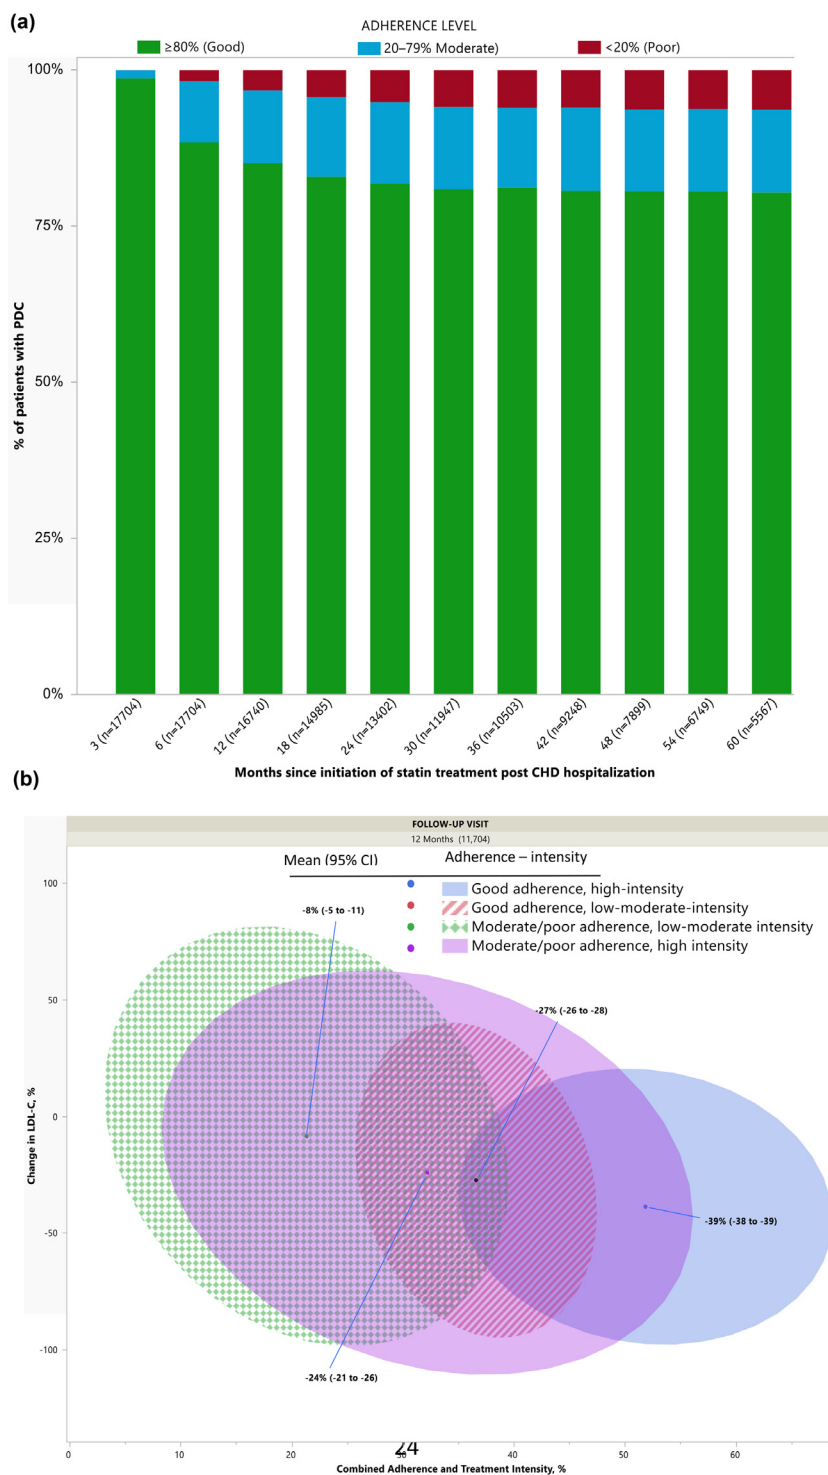 (a)
ADHERENCE LEVEL
≥80% (Good) 20–79% Moderate) <20% (Poor)
100%
75%
50%
25%
0%
% of patients with PDC
3 (n=17704) 6 (n=17704) 12 (n=16740) 18 (n=14985) 24 (n=13402) 30 (n=11947) 36 (n=10503) 42 (n=9248) 48 (n=7899) 54 (n=6749) 60 (n=5567)
Months since initiation of statin treatment post CHD hospitalization
(b)
FOLLOW-UP VISIT
12 Months (11,704)
Mean (95% CI) Adherence – intensity
Good adherence, high-intensity
Good adherence, low-moderate-intensity
Moderate/poor adherence, low-moderate intensity
Moderate/poor adherence, high intensity
-8% (-5 to -11)
-27% (-26 to -28)
-39% (-38 to -39)
-24% (-21 to -26)
100
50
0
-50
-100
Change in LDL-C, %
0 10 20 30 40 50 60
24
Combined Adherence and Treatment Intensity, %